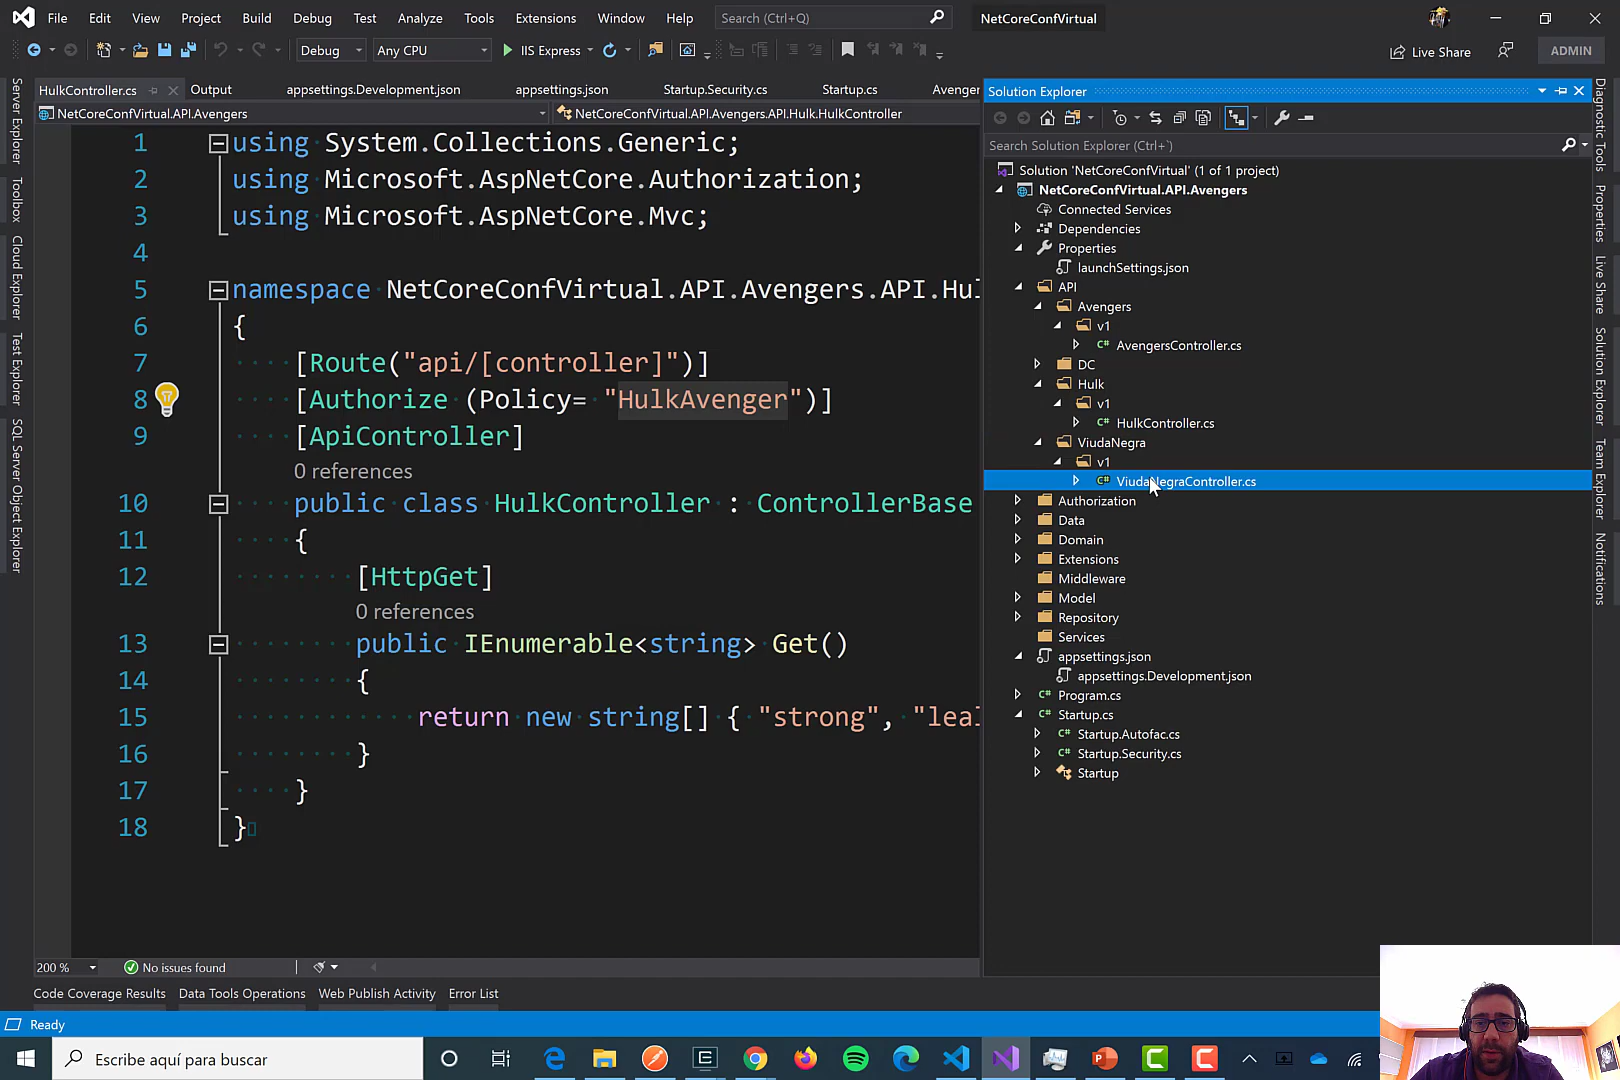 File Edit View Project Build Debug Test Analyze Tools Extensions Window Help Search (Ctrl+Q) NetCoreConfVirtual
Debug Any CPU IIS Express Live Share ADMIN
HulkController.cs Output appsettings.Development.json appsettings.json Startup.Security.cs Startup.cs Avenger
NetCoreConfVirtual.API.Avengers NetCoreConfVirtual.API.Avengers.API.Hulk.HulkController
Server Explorer
Toolbox
Cloud Explorer
Test Explorer
SQL Server Object Explorer
1 using System.Collections.Generic;
2 using Microsoft.AspNetCore.Authorization;
3 using Microsoft.AspNetCore.Mvc;
4
5 namespace NetCoreConfVirtual.API.Avengers.API.Hul
6 {
7 [Route("api/[controller]")]
8 [Authorize (Policy= "HulkAvenger")]
9 [ApiController]
0 references
10 public class HulkController : ControllerBase
11 {
12 [HttpGet]
0 references
13 public IEnumerable<string> Get()
14 {
15 return new string[] { "strong", "leal
16 }
17 }
18 }
200 % No issues found
Solution Explorer
Search Solution Explorer (Ctrl+`)
Solution 'NetCoreConfVirtual' (1 of 1 project)
NetCoreConfVirtual.API.Avengers
Connected Services
Dependencies
Properties
launchSettings.json
API
Avengers
v1
C# AvengersController.cs
DC
Hulk
v1
C# HulkController.cs
ViudaNegra
v1
C# ViudaNegraController.cs
Authorization
Data
Domain
Extensions
Middleware
Model
Repository
Services
appsettings.json
appsettings.Development.json
C# Program.cs
C# Startup.cs
C# Startup.Autofac.cs
C# Startup.Security.cs
Startup
Diagnostic Tools
Properties
Live Share
Solution Explorer
Team Explorer
Notifications
Code Coverage Results Data Tools Operations Web Publish Activity Error List
Ready
Escribe aquí para buscar